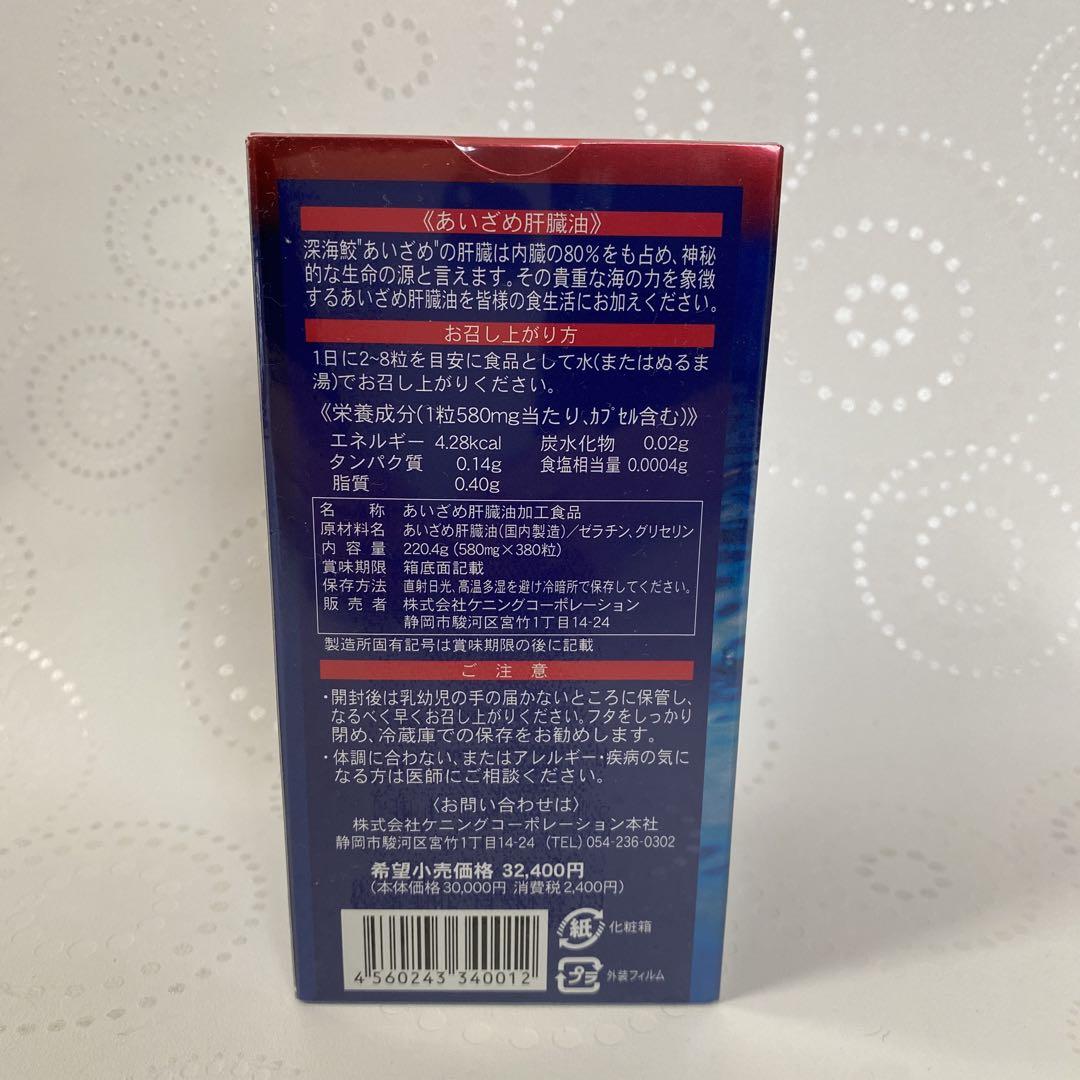 《あいざめ肝臓油》
深海鮫"あいざめ"の肝臓は内臓の80％をも占め、神秘
的な生命の源と言えます。その貴重な海の力を象徴
するあいざめ肝臓油を皆様の食生活にお加えください。
お召し上がり方
1日に2~8粒を目安に食品として水(またはぬるま
湯)でお召し上がりください。
《栄養成分(1粒580mg当たり、ｶﾌﾟｾﾙ含む)》
エネルギー 4.28kcal 炭水化物 0.02g
タンパク質 0.14g 食塩相当量 0.0004g
脂質 0.40g
名称 あいざめ肝臓油加工食品
原材料名 あいざめ肝臓油(国内製造)／ゼラチン、グリセリン
内容量 220.4g (580mg×380粒)
賞味期限 箱底面記載
保存方法 直射日光、高温多湿を避け冷暗所で保存してください。
販売者 株式会社ケニングコーポレーション
静岡市駿河区宮竹1丁目14-24
製造所固有記号は賞味期限の後に記載
ご注意
・開封後は乳幼児の手の届かないところに保管し、
なるべく早くお召し上がりください。フタをしっかり
閉め、冷蔵庫での保存をお勧めします。
・体調に合わない、またはアレルギー・疾病の気に
なる方は医師にご相談ください。
〈お問い合わせは〉
株式会社ケニングコーポレーション本社
静岡市駿河区宮竹1丁目14-24 (TEL) 054-236-0302
希望小売価格 32,400円
(本体価格30,000円 消費税2,400円)
紙 化粧箱
4 560243 340012
プラ 外装フィルム